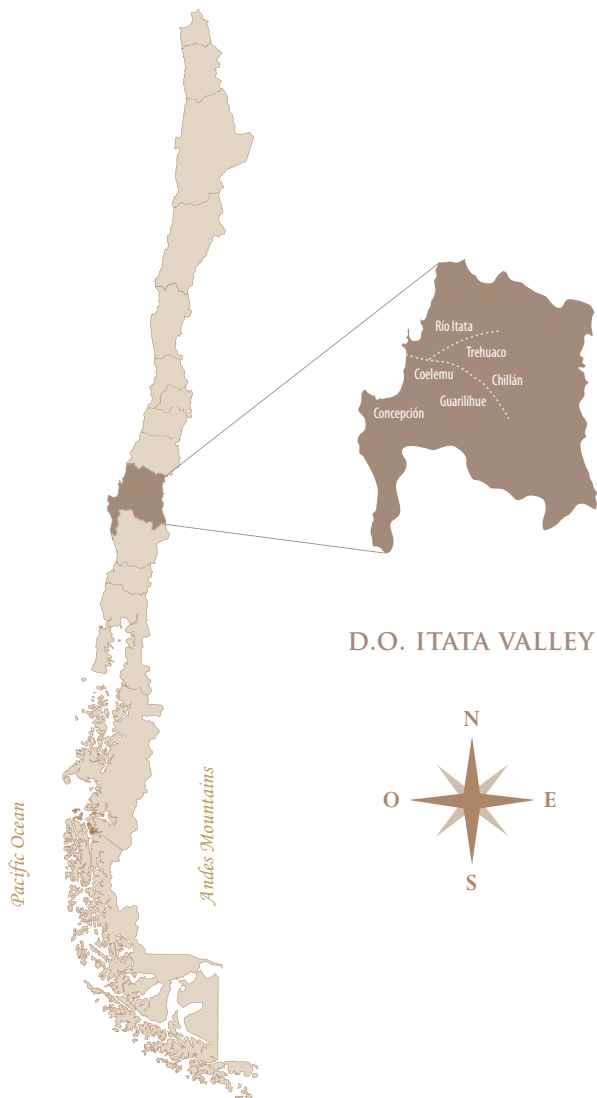 Río Itata
Trehuaco
Coelemu
Chillán
Guarilihue
Concepción
D.O. ITATA VALLEY
N
O
E
S
Pacific Ocean
Andes Mountains